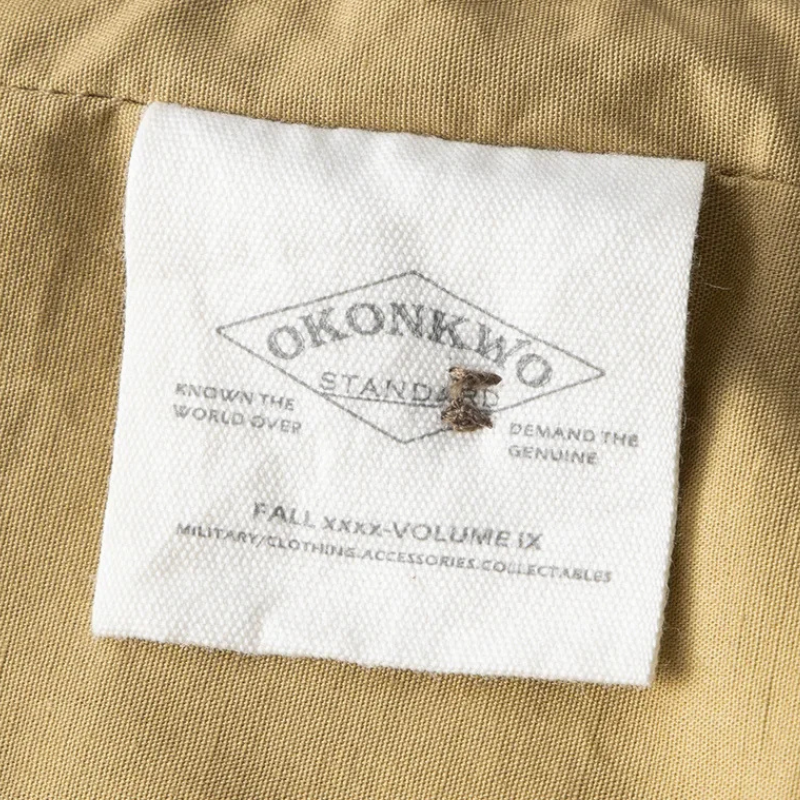 OKONKWO
STANDARD
KNOWN THE
WORLD OVER
DEMAND THE
GENUINE
FALL xxxx-VOLUME IX
MILITARY/CLOTHING.ACCESSORIES.COLLECTABLES